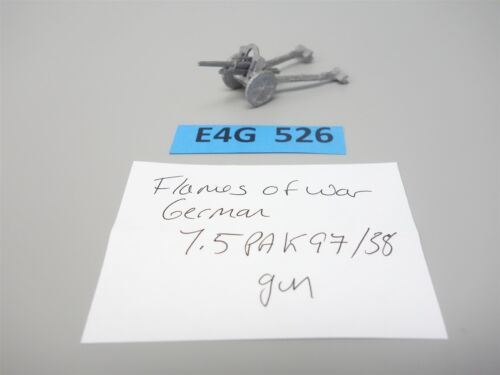 E4G 526
Flames of war
German
7.5 PAK 97/38
gun